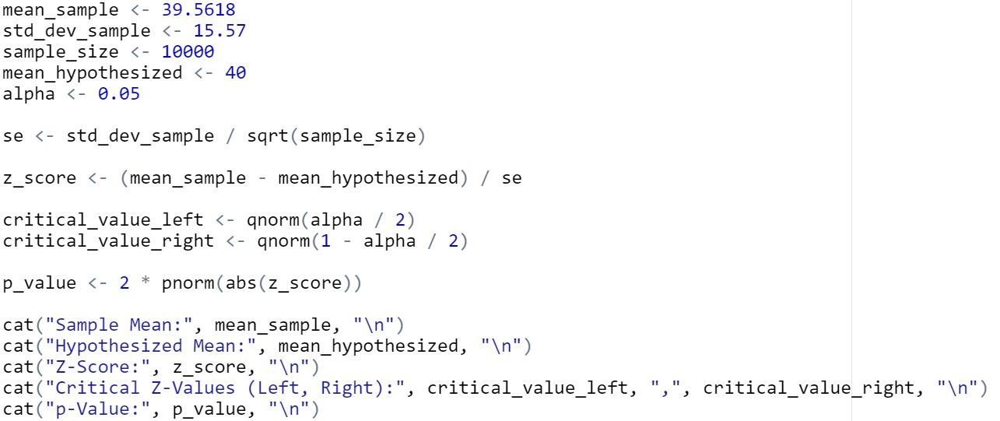 mean_sample <- 39.5618
std_dev_sample <- 15.57
sample_size <- 10000
mean_hypothesized <- 40
alpha <- 0.05
se <- std_dev_sample / sqrt(sample_size)
z_score <- (mean_sample - mean_hypothesized) / se
critical_value_left <- qnorm(alpha / 2)
critical_value_right <- qnorm(1 - alpha / 2)
p_value <- 2 * pnorm(abs(z_score))
cat("Sample Mean:", mean_sample, "\n")
cat("Hypothesized Mean:", mean_hypothesized, "\n")
cat("Z-Score:", z_score, "\n")
cat("Critical Z-Values (Left, Right):", critical_value_left, ",", critical_value_right, "\n")
cat("p-Value:", p_value, "\n")